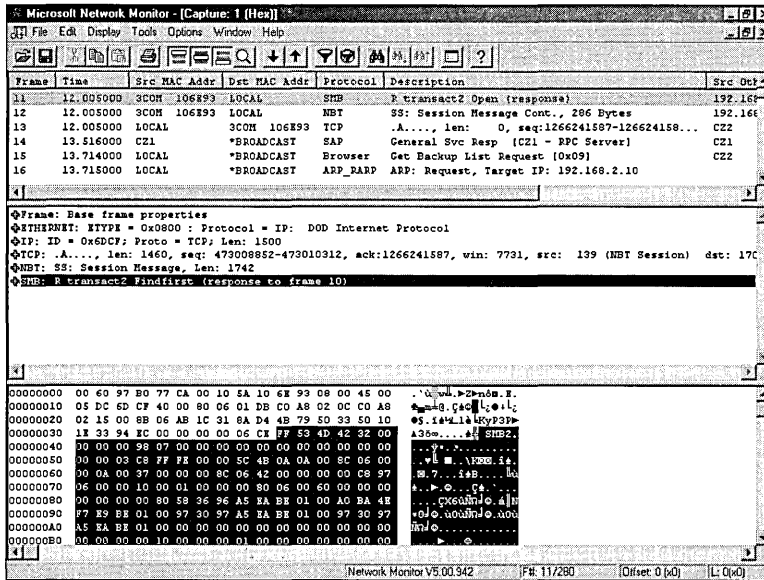 Microsoft Network Monitor - [Capture: 1 (Hex)]
File Edit Display Tools Options Window Help
Frame Time Src MAC Addr Dst MAC Addr Protocol Description Src Oth
11 12.005000 3COM 106E93 LOCAL SMB R transact2 Open (response) 192.168
12 12.005000 3COM 106E93 LOCAL NBT SS: Session Message Cont., 286 Bytes 192.168
13 12.005000 LOCAL 3COM 106E93 TCP .A...., len: 0, seq:1266241587-126624158... CZ2
14 13.516000 CZ1 *BROADCAST SAP General Svc Resp [CZ1 - RPC Server] CZ1
15 13.714000 LOCAL *BROADCAST Browser Get Backup List Request [0x09] CZ2
16 13.715000 LOCAL *BROADCAST ARP_RARP ARP: Request, Target IP: 192.168.2.10
Frame: Base frame properties
ETHERNET: ETYPE = 0x0800 : Protocol = IP: DOD Internet Protocol
IP: ID = 0x6DCF; Proto = TCP; Len: 1500
TCP: .A...., len: 1460, seq: 473008852-473010312, ack:1266241587, win: 7731, src: 139 (NBT Session) dst: 170
NBT: SS: Session Message, Len: 1742
SMB: R transact2 Findfirst (response to frame 10)
00000000 00 60 97 B0 77 CA 00 10 5A 10 6E 93 08 00 45 00
00000010 05 DC 6D CF 40 00 80 06 01 DB C0 A8 02 0C C0 A8
00000020 02 15 00 8B 06 AB 1C 31 8A D4 4B 79 50 33 50 10
00000030 1E 33 94 EC 00 00 00 00 06 CE FF 53 4D 42 32 00
00000040 00 00 00 98 07 00 00 00 00 00 00 00 00 00 00 00
00000050 00 00 03 C8 FF FE 00 00 5C 4B 0A 0A 00 8C 06 00
00000060 00 0A 00 37 00 00 00 8C 06 42 00 00 00 00 C8 97
00000070 06 00 00 10 00 01 00 00 00 80 06 00 60 00 00 00
00000080 00 00 00 00 80 58 36 96 A5 EA BE 01 00 A0 BA 4E
00000090 F7 E9 BE 01 00 97 30 97 A5 EA BE 01 00 97 30 97
000000A0 A5 EA BE 01 00 00 00 00 00 00 00 00 00 00 00 00
000000B0 00 00 00 00 10 00 00 00 01 00 00 00 00 00 00 00
Network Monitor V5.00.942 F#: 11/280 Offset: 0 (x0) L: 0(x0)